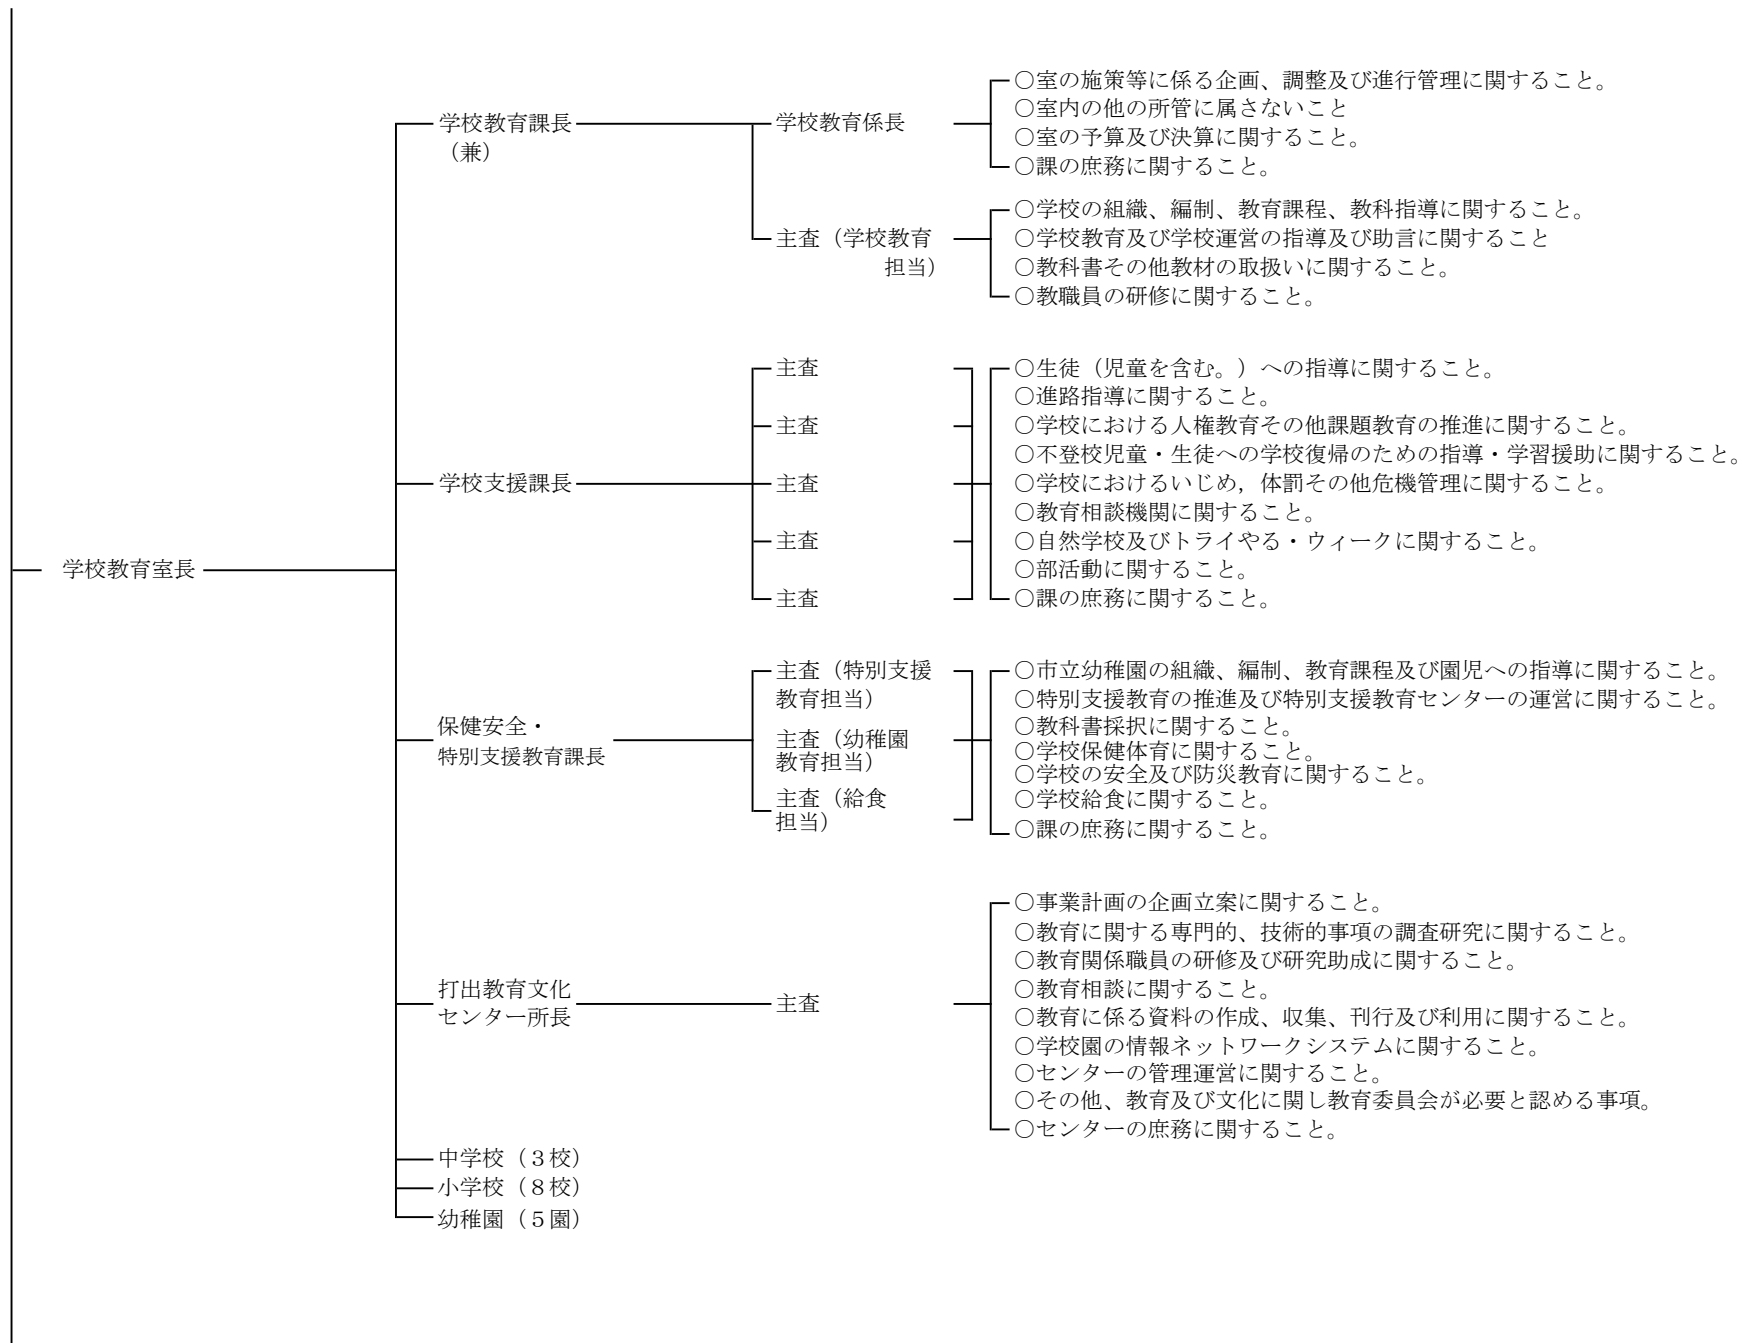 学校教育室長
学校教育課長
（兼）
学校教育係長
○室の施策等に係る企画、調整及び進行管理に関すること。
○室内の他の所管に属さないこと
○室の予算及び決算に関すること。
○課の庶務に関すること。
主査（学校教育
担当）
○学校の組織、編制、教育課程、教科指導に関すること。
○学校教育及び学校運営の指導及び助言に関すること
○教科書その他教材の取扱いに関すること。
○教職員の研修に関すること。
学校支援課長
主査
主査
主査
主査
主査
○生徒（児童を含む。）への指導に関すること。
○進路指導に関すること。
○学校における人権教育その他課題教育の推進に関すること。
○不登校児童・生徒への学校復帰のための指導・学習援助に関すること。
○学校におけるいじめ，体罰その他危機管理に関すること。
○教育相談機関に関すること。
○自然学校及びトライやる・ウィークに関すること。
○部活動に関すること。
○課の庶務に関すること。
保健安全・
特別支援教育課長
主査（特別支援
教育担当）
主査（幼稚園
教育担当）
主査（給食
担当）
○市立幼稚園の組織、編制、教育課程及び園児への指導に関すること。
○特別支援教育の推進及び特別支援教育センターの運営に関すること。
○教科書採択に関すること。
○学校保健体育に関すること。
○学校の安全及び防災教育に関すること。
○学校給食に関すること。
○課の庶務に関すること。
打出教育文化
センター所長
主査
○事業計画の企画立案に関すること。
○教育に関する専門的、技術的事項の調査研究に関すること。
○教育関係職員の研修及び研究助成に関すること。
○教育相談に関すること。
○教育に係る資料の作成、収集、刊行及び利用に関すること。
○学校園の情報ネットワークシステムに関すること。
○センターの管理運営に関すること。
○その他、教育及び文化に関し教育委員会が必要と認める事項。
○センターの庶務に関すること。
中学校（３校）
小学校（８校）
幼稚園（５園）